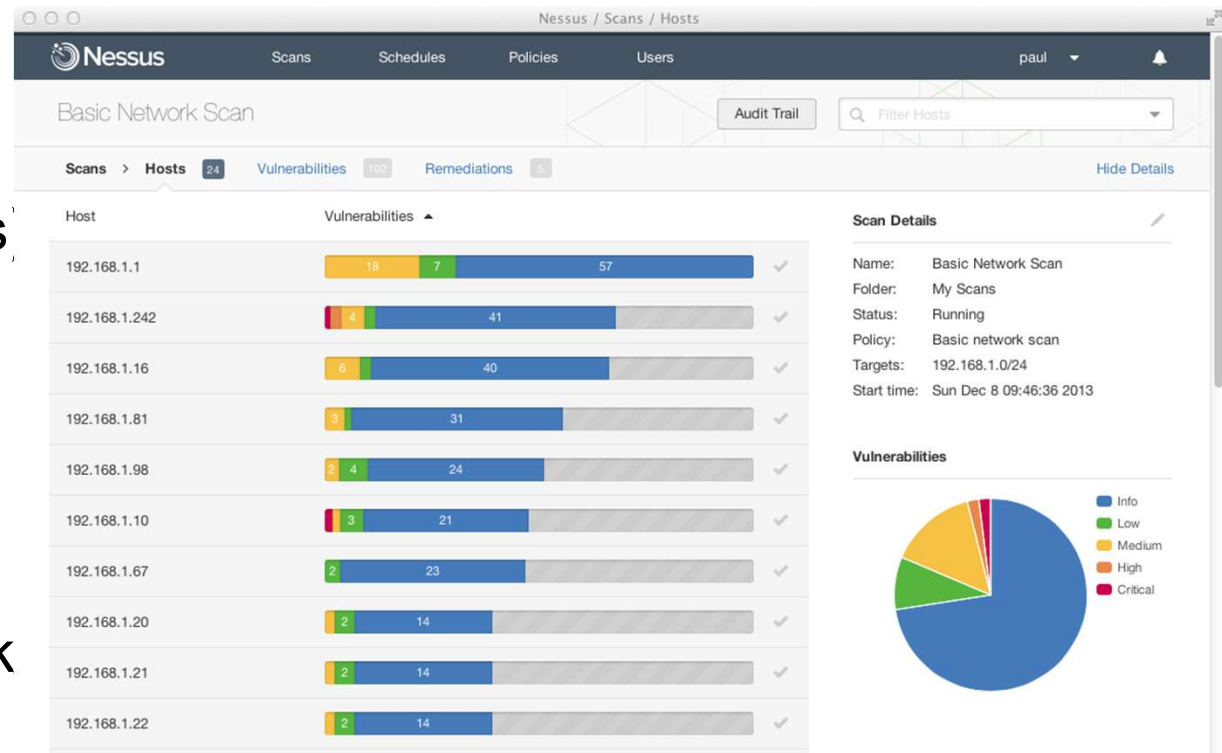 Nessus / Scans / Hosts
Nessus Scans Schedules Policies Users paul
Basic Network Scan Audit Trail Filter Hosts
Scans > Hosts 24 Vulnerabilities 102 Remediations 5 Hide Details
Host Vulnerabilities
192.168.1.1 18 7 57
192.168.1.242 4 41
192.168.1.16 6 40
192.168.1.81 3 31
192.168.1.98 2 4 24
192.168.1.10 3 21
192.168.1.67 2 23
192.168.1.20 2 14
192.168.1.21 2 14
192.168.1.22 2 14
Scan Details
Name: Basic Network Scan
Folder: My Scans
Status: Running
Policy: Basic network scan
Targets: 192.168.1.0/24
Start time: Sun Dec 8 09:46:36 2013
Vulnerabilities
Info
Low
Medium
High
Critical
s
k